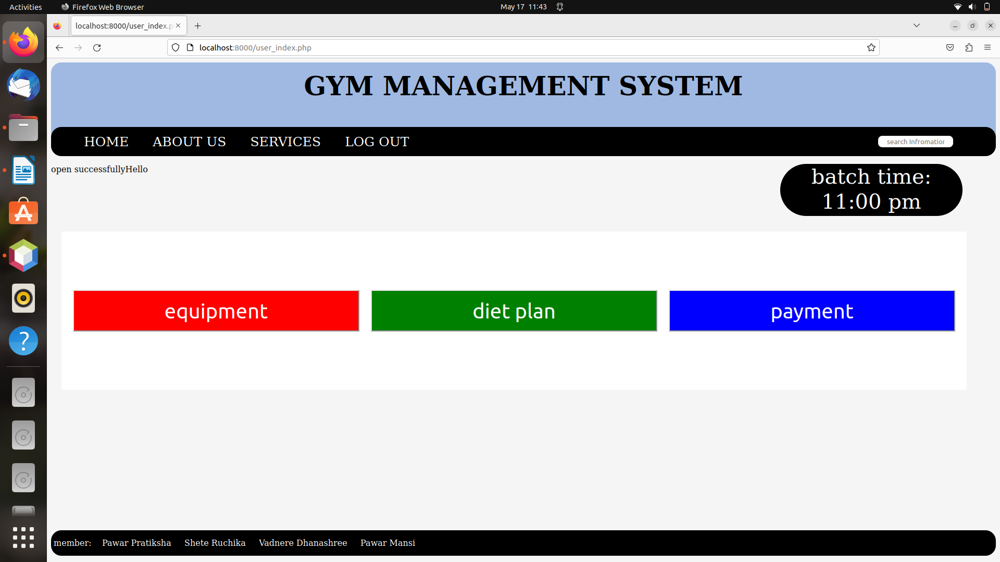 Activities Firefox Web Browser May 17 11:43
localhost:8000/user_index.p
localhost:8000/user_index.php
GYM MANAGEMENT SYSTEM
HOME ABOUT US SERVICES LOG OUT search Infromation
open successfullyHello
batch time:
11:00 pm
equipment diet plan payment
member: Pawar Pratiksha Shete Ruchika Vadnere Dhanashree Pawar Mansi